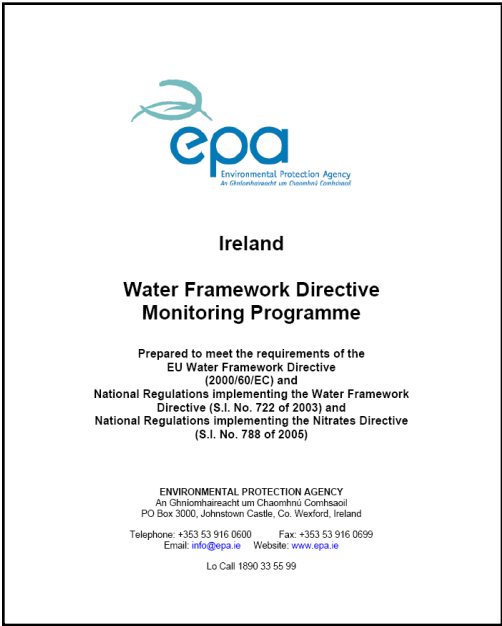 epa
Environmental Protection Agency
An Ghníomhaireacht um Chaomhnú Comhshaoil
Ireland
Water Framework Directive
Monitoring Programme
Prepared to meet the requirements of the
EU Water Framework Directive
(2000/60/EC) and
National Regulations implementing the Water Framework
Directive (S.I. No. 722 of 2003) and
National Regulations implementing the Nitrates Directive
(S.I. No. 788 of 2005)
ENVIRONMENTAL PROTECTION AGENCY
An Ghníomhaireacht um Chaomhnú Comhsaoil
PO Box 3000, Johnstown Castle, Co. Wexford, Ireland
Telephone: +353 53 916 0600 Fax: +353 53 916 0699
Email: info@epa.ie Website: www.epa.ie
Lo Call 1890 33 55 99